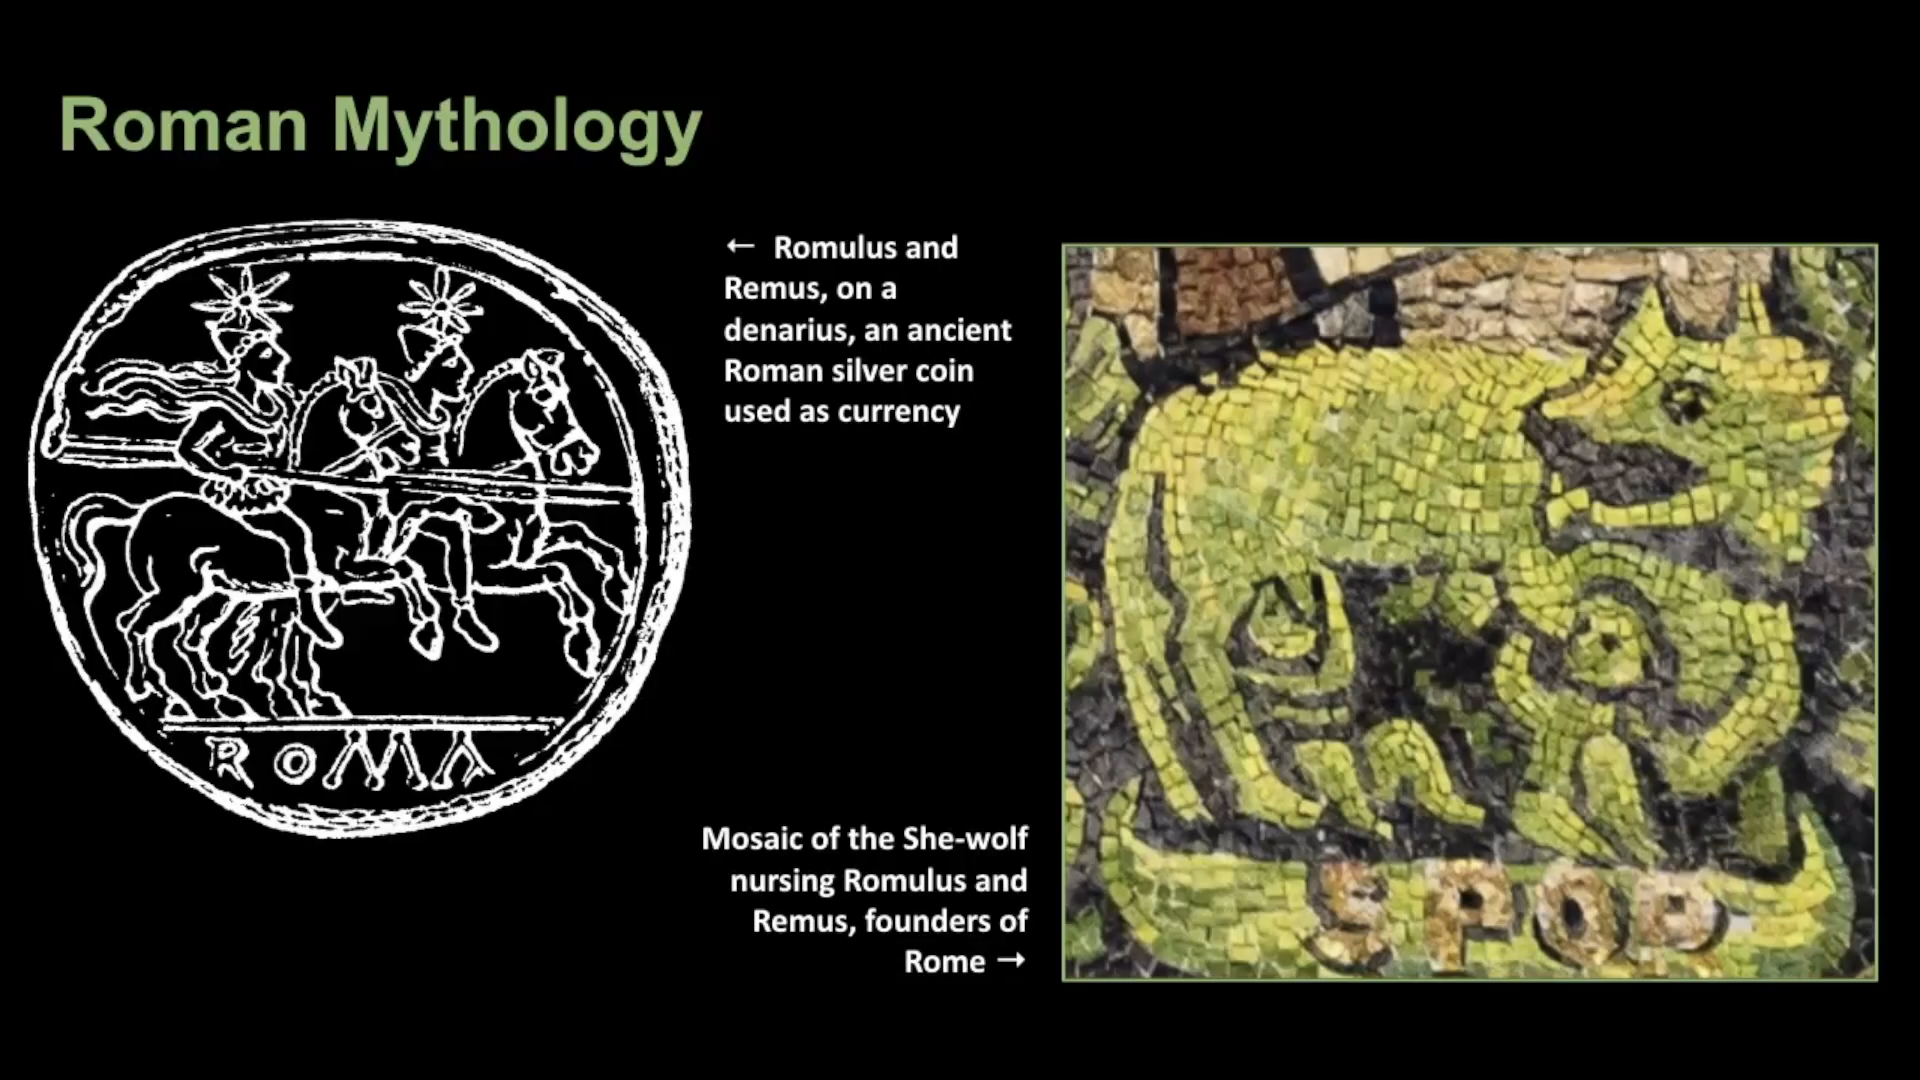 Roman Mythology
← Romulus and
Remus, on a
denarius, an ancient
Roman silver coin
used as currency
ROMA
Mosaic of the She-wolf
nursing Romulus and
Remus, founders of
Rome →
SPQR